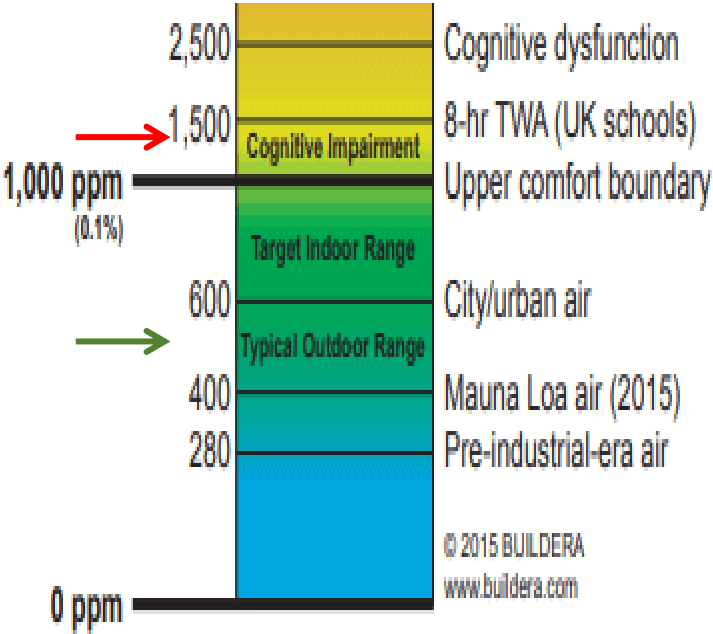 2,500 Cognitive dysfunction
1,500 8-hr TWA (UK schools)
Cognitive Impairment
1,000 ppm Upper comfort boundary
(0.1%)
Target Indoor Range
600 City/urban air
Typical Outdoor Range
400 Mauna Loa air (2015)
280 Pre-industrial-era air
© 2015 BUILDERA
www.buildera.com
0 ppm